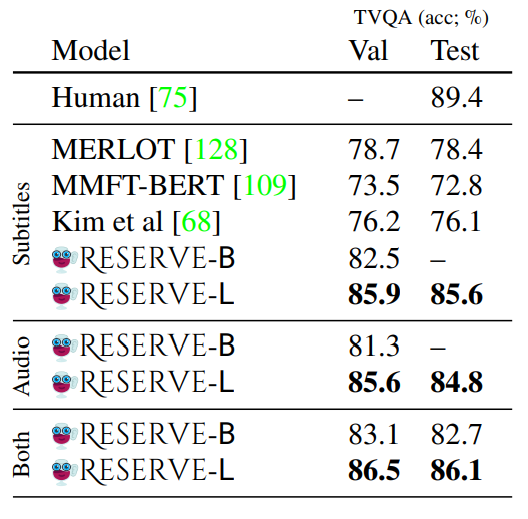 TVQA (acc; %)
Model Val Test
Human [75] – 89.4
Subtitles
MERLOT [128] 78.7 78.4
MMFT-BERT [109] 73.5 72.8
Kim et al [68] 76.2 76.1
RESERVE-B 82.5 –
RESERVE-L 85.9 85.6
Audio
RESERVE-B 81.3 –
RESERVE-L 85.6 84.8
Both
RESERVE-B 83.1 82.7
RESERVE-L 86.5 86.1